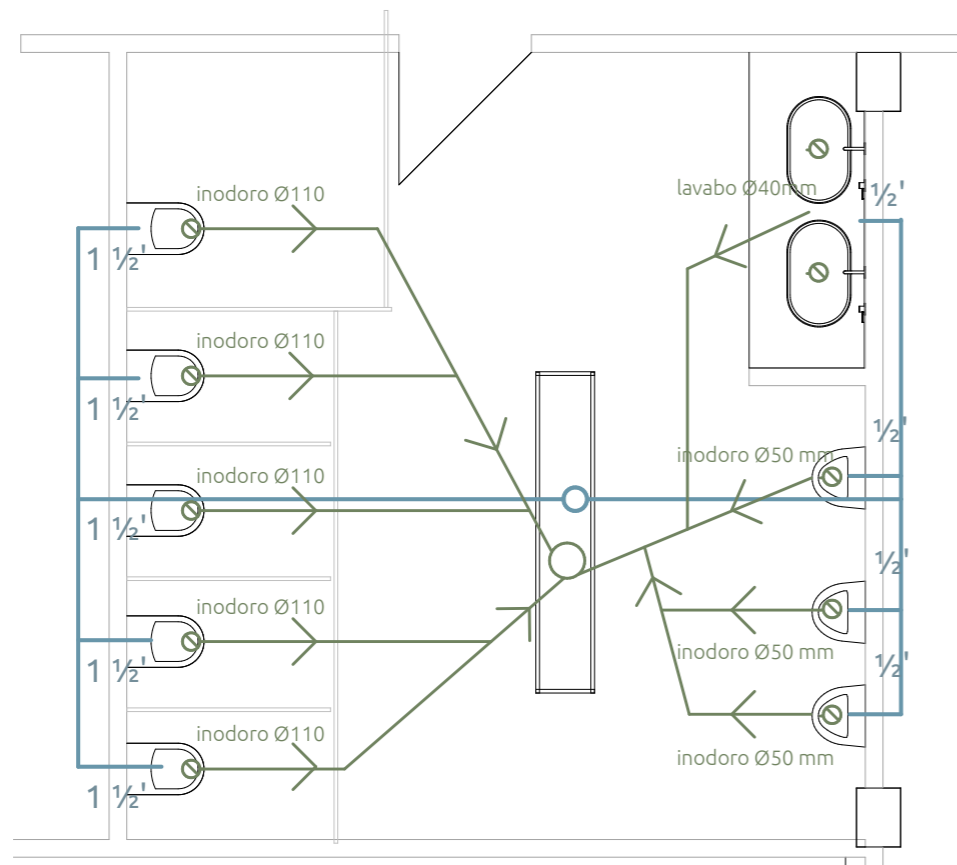 inodoro Ø110
lavabo Ø40mm
½'
1 ½'
inodoro Ø110
1 ½'
½'
inodoro Ø50 mm
inodoro Ø110
1 ½'
½'
inodoro Ø110
inodoro Ø50 mm
1 ½'
½'
inodoro Ø110
inodoro Ø50 mm
1 ½'